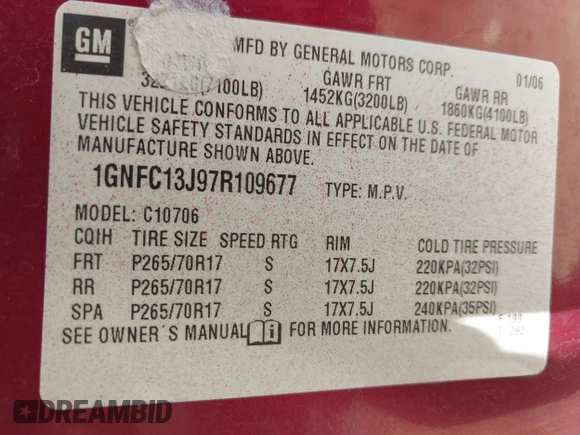 GM MFD BY GENERAL MOTORS CORP. 01/06
GVWR GAWR FRT GAWR RR
KG(7100LB) 1452KG(3200LB) 1860KG(4100LB)
THIS VEHICLE CONFORMS TO ALL APPLICABLE U.S. FEDERAL MOTOR
VEHICLE SAFETY STANDARDS IN EFFECT ON THE DATE OF
MANUFACTURE SHOWN ABOVE.
1GNFC13J97R109677 TYPE: M.P.V.
MODEL: C10706
CQIH TIRE SIZE SPEED RTG RIM COLD TIRE PRESSURE
FRT P265/70R17 S 17X7.5J 220KPA(32PSI)
RR P265/70R17 S 17X7.5J 220KPA(32PSI)
SPA P265/70R17 S 17X7.5J 240KPA(35PSI)
SEE OWNER´S MANUAL i FOR MORE INFORMATION.
DREAMBID